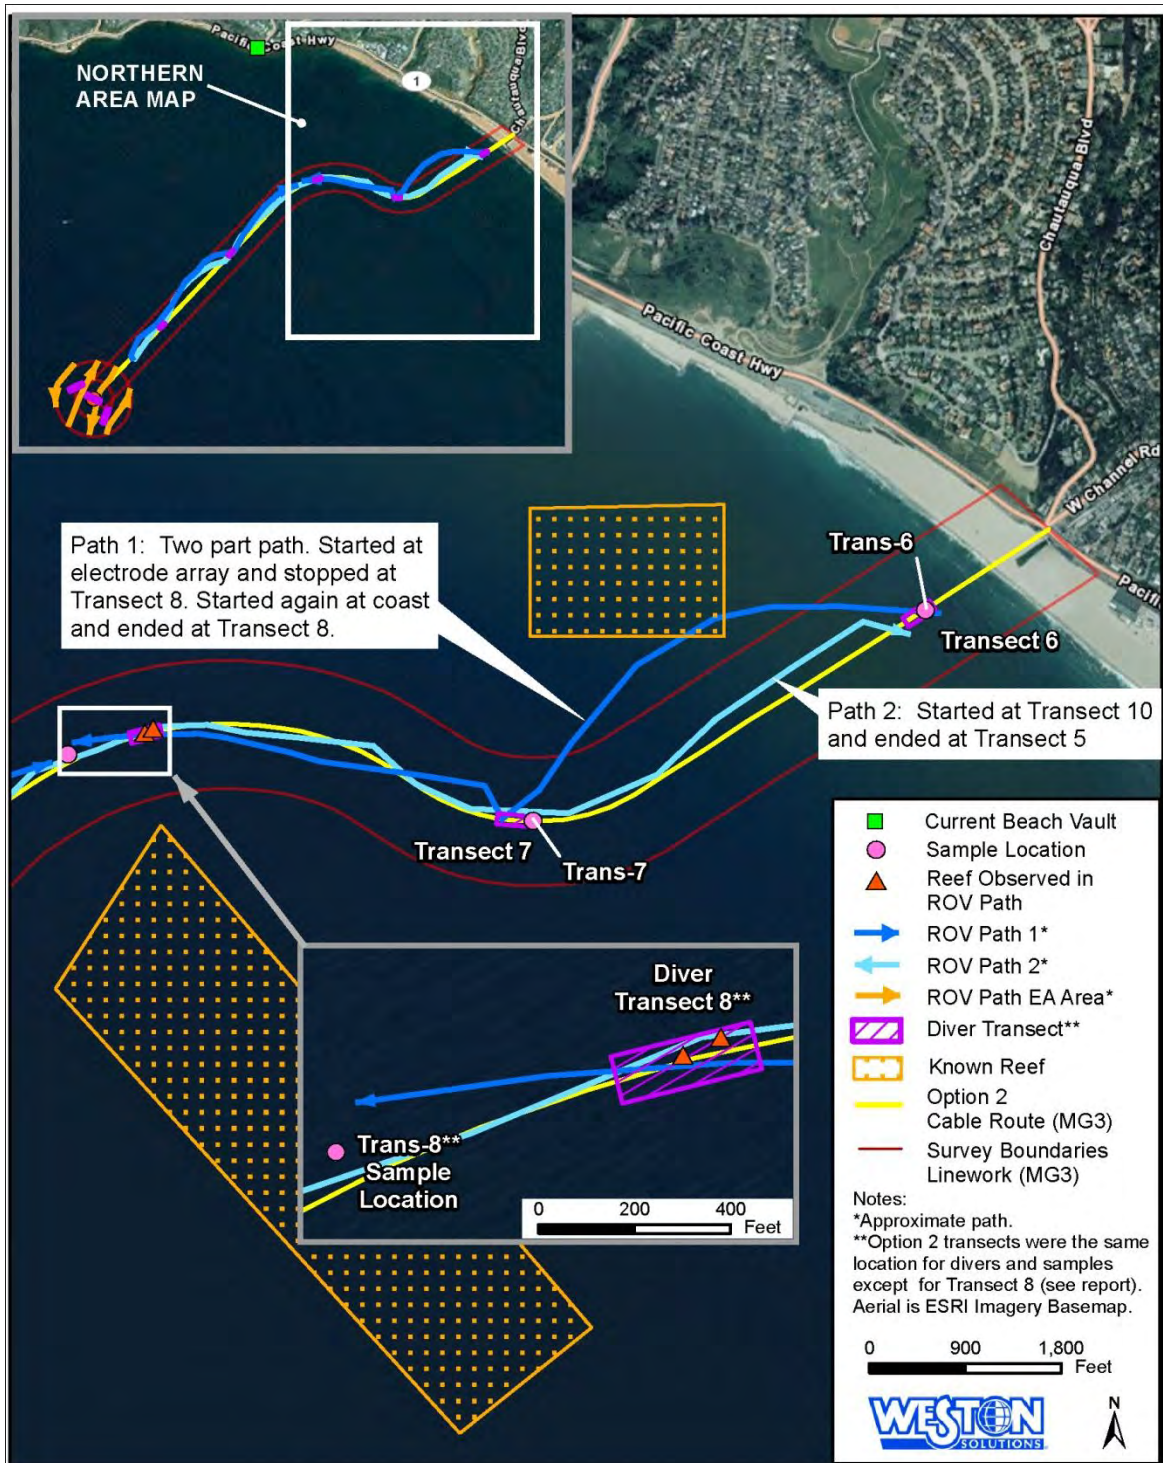 Pacific Coast Hwy
NORTHERN
AREA MAP
1
Chautauqua Blvd
Chautauqua Blvd
Pacific Coast Hwy
W Channel Rd
Pacific
Path 1: Two part path. Started at
electrode array and stopped at
Transect 8. Started again at coast
and ended at Transect 8.
Trans-6
Transect 6
Path 2: Started at Transect 10
and ended at Transect 5
Transect 7
Trans-7
Diver
Transect 8**
Trans-8**
Sample
Location
0 200 400
Feet
Current Beach Vault
Sample Location
Reef Observed in
ROV Path
ROV Path 1*
ROV Path 2*
ROV Path EA Area*
Diver Transect**
Known Reef
Option 2
Cable Route (MG3)
Survey Boundaries
Linework (MG3)
Notes:
*Approximate path.
**Option 2 transects were the same
location for divers and samples
except for Transect 8 (see report).
Aerial is ESRI Imagery Basemap.
0 900 1,800
Feet
WESTON
SOLUTIONS
N